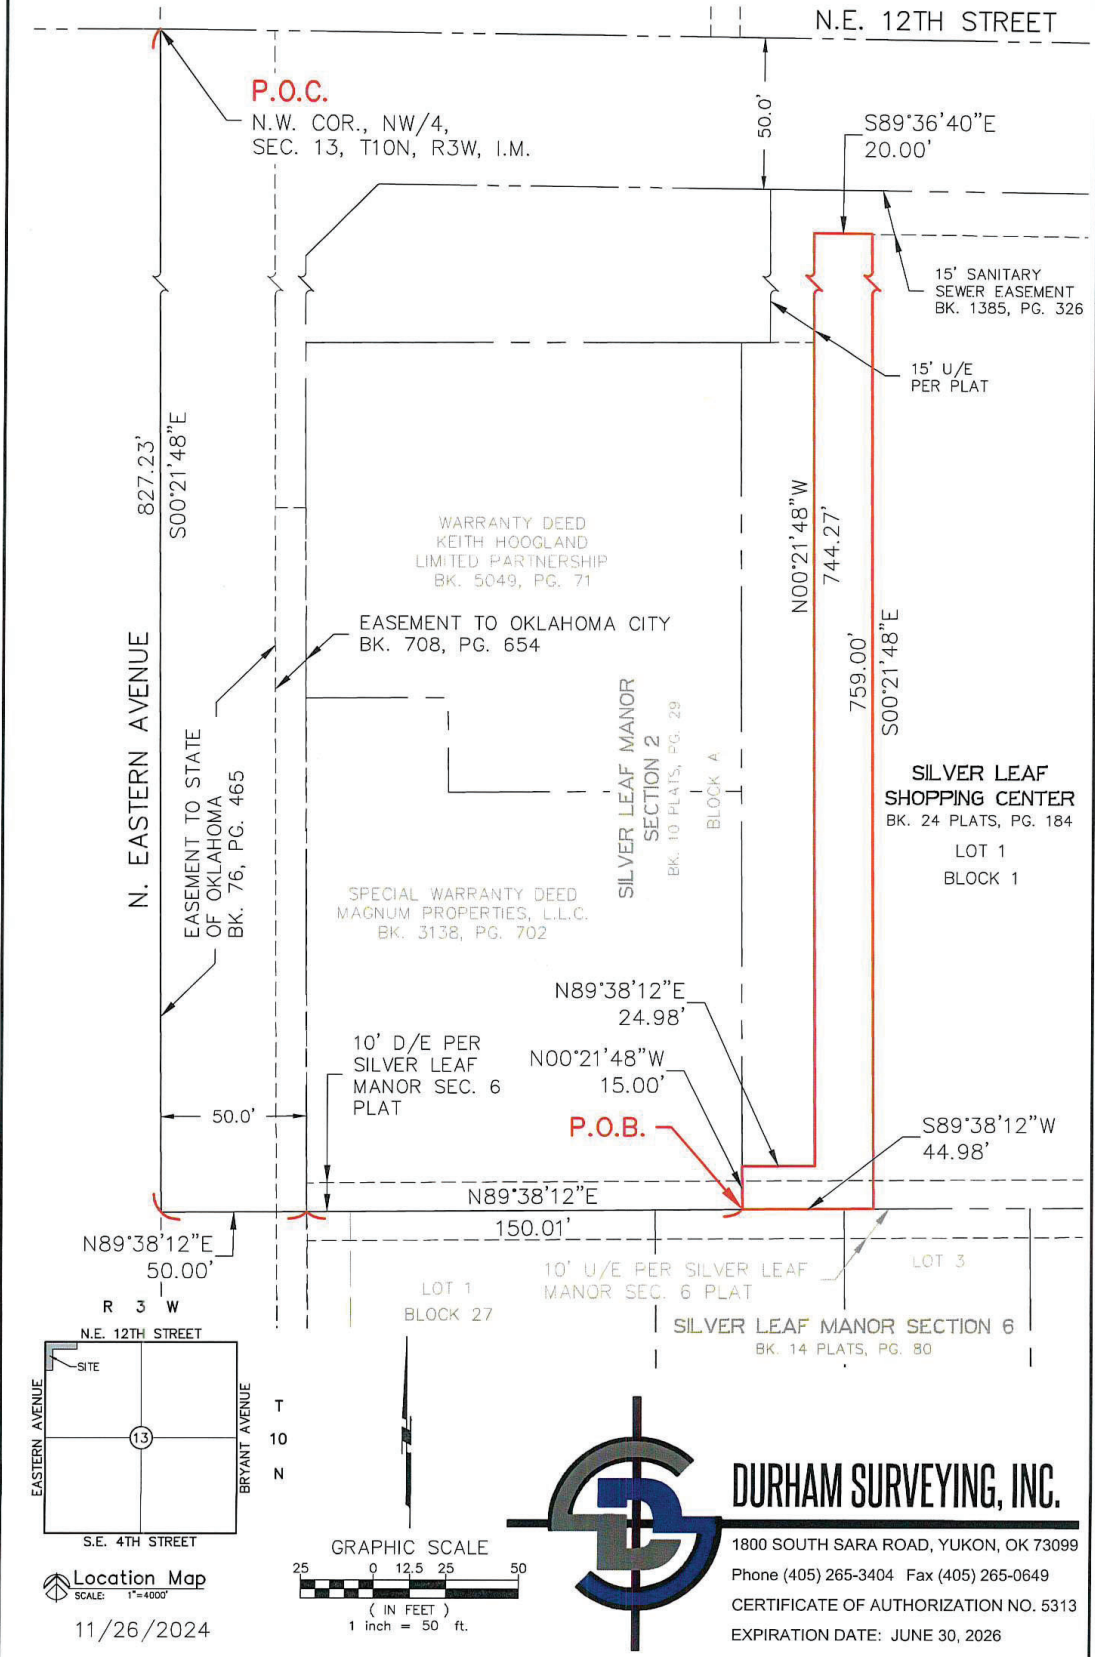 N.E. 12TH STREET
P.O.C.
N.W. COR., NW/4,
SEC. 13, T10N, R3W, I.M.
50.0'
S89°36'40"E
20.00'
15' SANITARY
SEWER EASEMENT
BK. 1385, PG. 326
15' U/E
PER PLAT
827.23'
S00°21'48"E
N. EASTERN AVENUE
WARRANTY DEED
KEITH HOOGLAND
LIMITED PARTNERSHIP
BK. 5049, PG. 71
EASEMENT TO OKLAHOMA CITY
BK. 708, PG. 654
EASEMENT TO STATE
OF OKLAHOMA
BK. 76, PG. 465
N00°21'48"W
744.27'
759.00'
S00°21'48"E
SILVER LEAF MANOR
SECTION 2
BK. 10 PLATS, PG. 29
BLOCK A
SILVER LEAF
SHOPPING CENTER
BK. 24 PLATS, PG. 184
LOT 1
BLOCK 1
SPECIAL WARRANTY DEED
MAGNUM PROPERTIES, L.L.C.
BK. 3138, PG. 702
N89°38'12"E
24.98'
10' D/E PER
SILVER LEAF
MANOR SEC. 6
PLAT
N00°21'48"W
15.00'
50.0'
P.O.B.
S89°38'12"W
44.98'
N89°38'12"E
150.01'
N89°38'12"E
50.00'
10' U/E PER SILVER LEAF
MANOR SEC. 6 PLAT
LOT 3
LOT 1
BLOCK 27
SILVER LEAF MANOR SECTION 6
BK. 14 PLATS, PG. 80
R 3 W
N.E. 12TH STREET
SITE
EASTERN AVENUE
13
BRYANT AVENUE
T
10
N
S.E. 4TH STREET
Location Map
SCALE: 1"=4000'
11/26/2024
GRAPHIC SCALE
25 0 12.5 25 50
( IN FEET )
1 inch = 50 ft.
DURHAM SURVEYING, INC.
1800 SOUTH SARA ROAD, YUKON, OK 73099
Phone (405) 265-3404 Fax (405) 265-0649
CERTIFICATE OF AUTHORIZATION NO. 5313
EXPIRATION DATE: JUNE 30, 2026